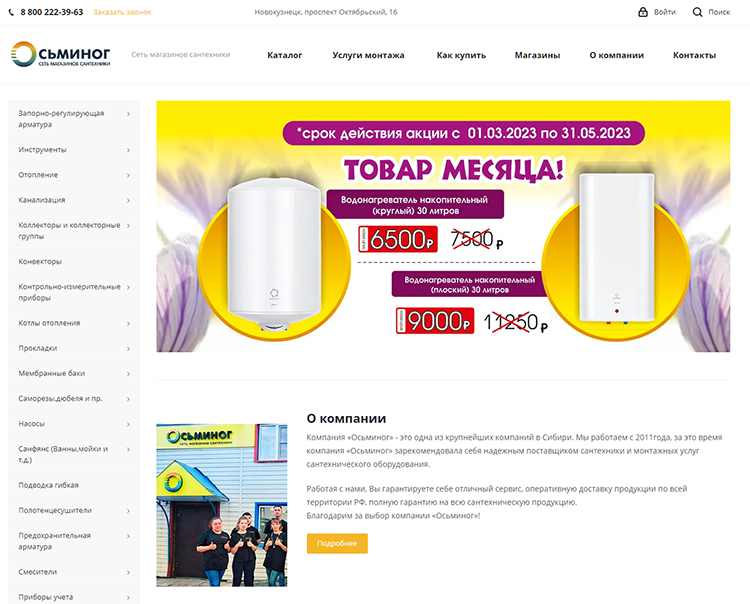 8 800 222-39-63
Заказать звонок
Новокузнецк, проспект Октябрьский, 16
Войти
Поиск
ОСЬМИНОГ
СЕТЬ МАГАЗИНОВ САНТЕХНИКИ
Сеть магазинов сантехники
Каталог
Услуги монтажа
Как купить
Магазины
О компании
Контакты
Запорно-регулирующая
арматура
Инструменты
Отопление
Канализация
Коллекторы и коллекторные
группы
Конвекторы
Контрольно-измерительные
приборы
Котлы отопления
Прокладки
Мембранные баки
Саморезы,дюбеля и пр.
Насосы
Санфянс (Ванны,мойки и
т.д.)
Подводка гибкая
Полотенцесушители
Предохранительная
арматура
Смесители
Приборы учета
*срок действия акции с 01.03.2023 по 31.05.2023
ТОВАР МЕСЯЦА!
Водонагреватель накопительный
(круглый) 30 литров
6500₽ 7500 ₽
Водонагреватель накопительный
(плоский) 30 литров
9000₽ 11250 ₽
ОСЬМИНОГ
СЕТЬ МАГАЗИНОВ САНТЕХНИКИ
О компании
Компания «Осьминог» - это одна из крупнейших компаний в Сибири. Мы работаем с 2011года, за это время
компания «Осьминог» зарекомендовала себя надежным поставщиком сантехники и монтажных услуг
сантехнического оборудования.
Работая с нами, Вы гарантируете себе отличный сервис, оперативную доставку продукции по всей
территории РФ, полную гарантию на всю сантехническую продукцию.
Благодарим за выбор компании «Осьминог»!
Подробнее